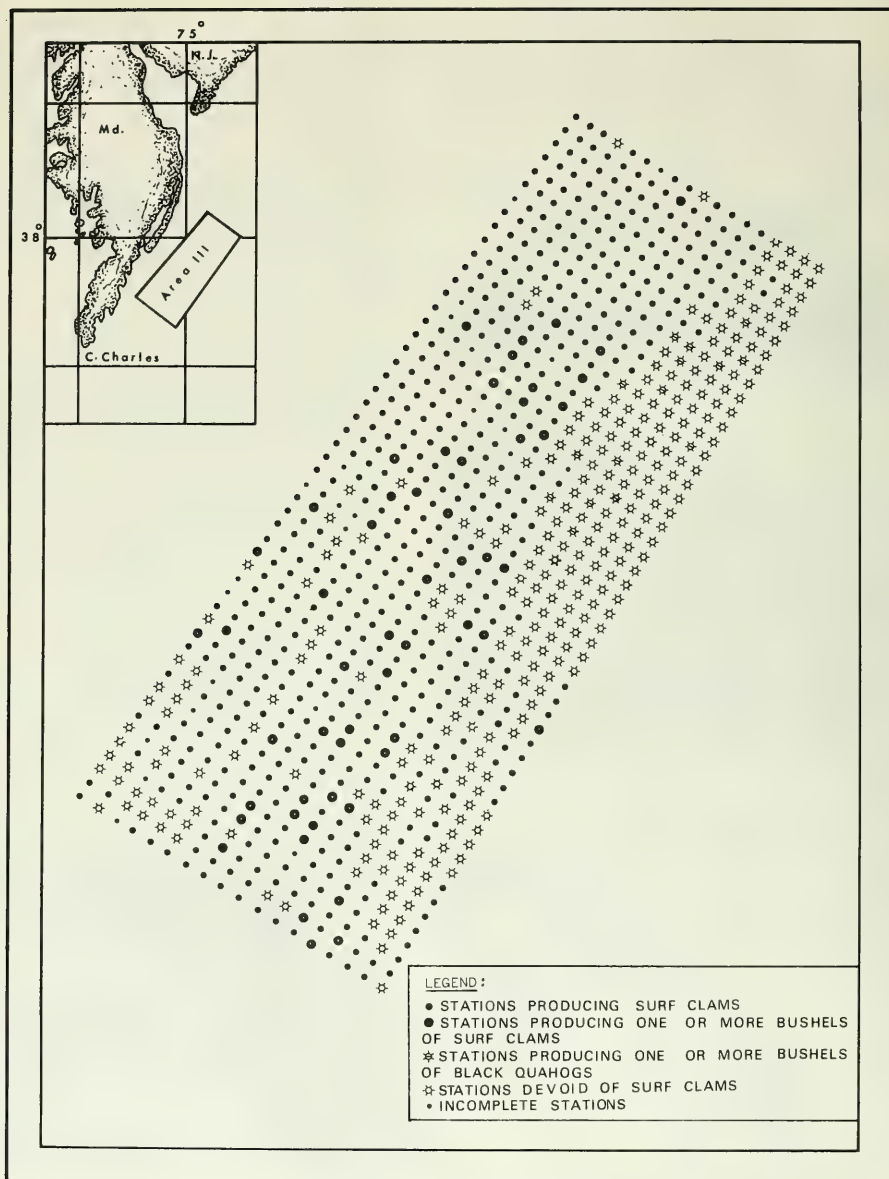 75°
N.J.
Md.
38°
Area III
C. Charles
LEGEND:
• STATIONS PRODUCING SURF CLAMS
● STATIONS PRODUCING ONE OR MORE BUSHELS
OF SURF CLAMS
✡ STATIONS PRODUCING ONE OR MORE BUSHELS
OF BLACK QUAHOGS
☼ STATIONS DEVOID OF SURF CLAMS
• INCOMPLETE STATIONS